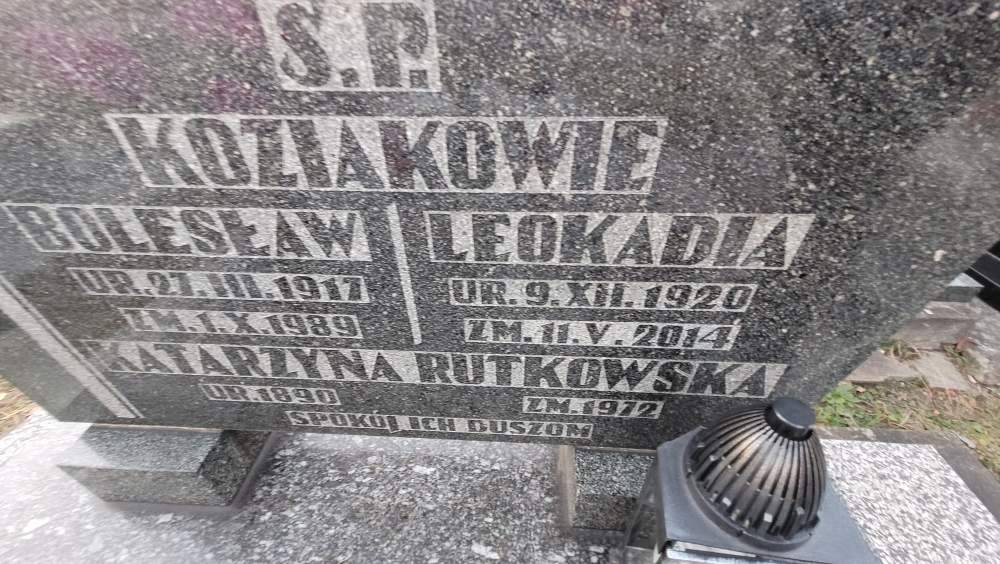 Ś.P.
KOZIAKOWIE
BOLESŁAW
UR. 27. III. 1917
ZM. 1. X. 1989
LEOKADIA
UR. 9. XII. 1920
ZM. 11. V. 2014
KATARZYNA RUTKOWSKA
UR. 1890 ZM. 1972
SPOKÓJ ICH DUSZOM